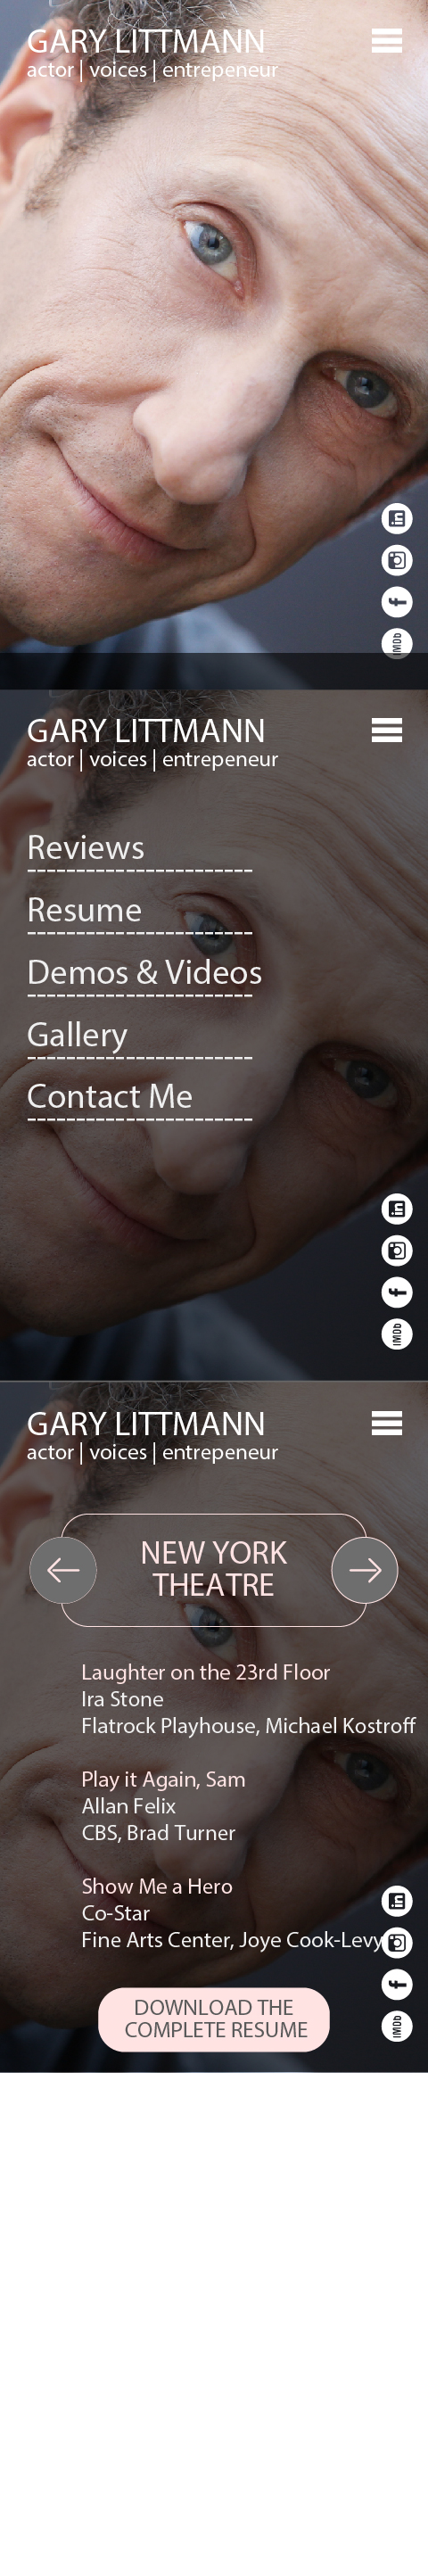 GARY LITTMANN
actor | voices | entrepeneur
in
f
IMDb
GARY LITTMANN
actor | voices | entrepeneur
Reviews
Resume
Demos & Videos
Gallery
Contact Me
in
f
IMDb
GARY LITTMANN
actor | voices | entrepeneur
NEW YORK
THEATRE
Laughter on the 23rd Floor
Ira Stone
Flatrock Playhouse, Michael Kostroff
Play it Again, Sam
Allan Felix
CBS, Brad Turner
Show Me a Hero
Co-Star
Fine Arts Center, Joye Cook-Levy
in
f
IMDb
DOWNLOAD THE
COMPLETE RESUME